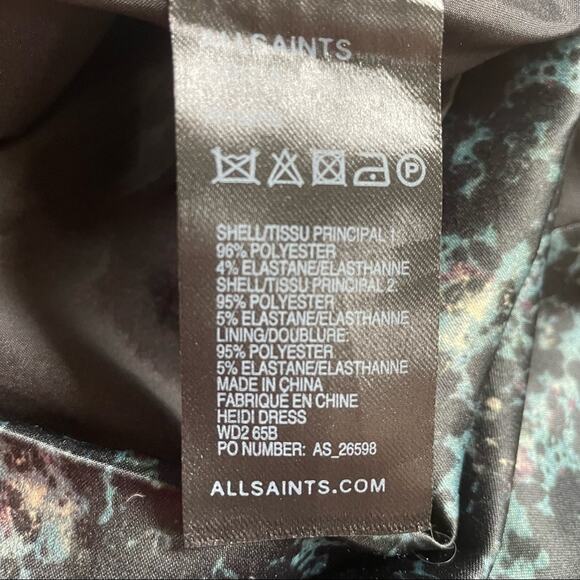 ALLSAINTS
P
SHELL/TISSU PRINCIPAL 1:
96% POLYESTER
4% ELASTANE/ELASTHANNE
SHELL/TISSU PRINCIPAL 2:
95% POLYESTER
5% ELASTANE/ELASTHANNE
LINING/DOUBLURE:
95% POLYESTER
5% ELASTANE/ELASTHANNE
MADE IN CHINA
FABRIQUÉ EN CHINE
HEIDI DRESS
WD2 65B
PO NUMBER: AS_26598
ALLSAINTS.COM